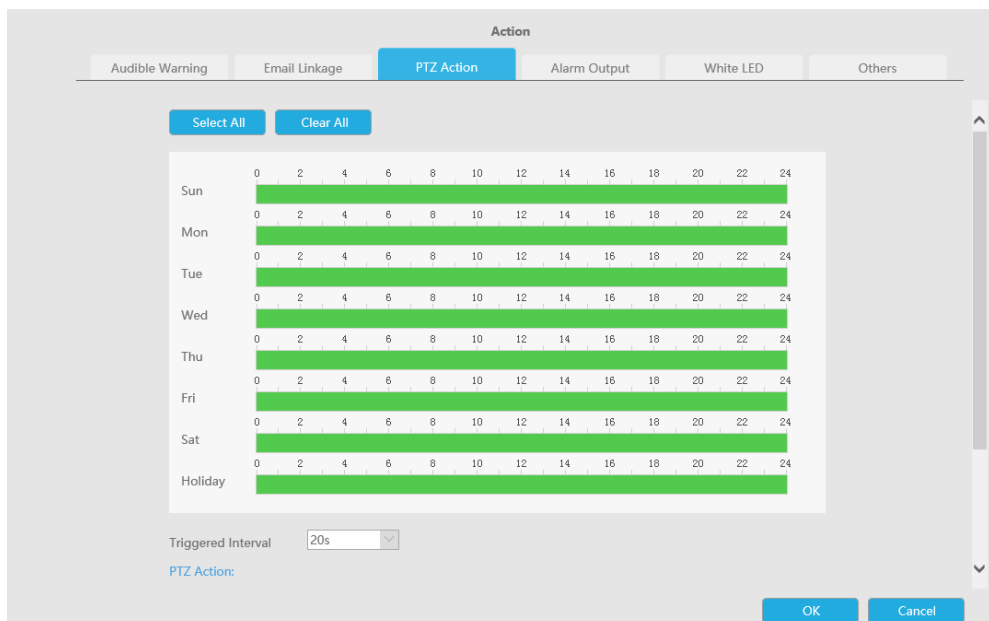 Action
Audible Warning Email Linkage PTZ Action Alarm Output White LED Others
Select All Clear All
0 2 4 6 8 10 12 14 16 18 20 22 24
Sun
0 2 4 6 8 10 12 14 16 18 20 22 24
Mon
0 2 4 6 8 10 12 14 16 18 20 22 24
Tue
0 2 4 6 8 10 12 14 16 18 20 22 24
Wed
0 2 4 6 8 10 12 14 16 18 20 22 24
Thu
0 2 4 6 8 10 12 14 16 18 20 22 24
Fri
0 2 4 6 8 10 12 14 16 18 20 22 24
Sat
0 2 4 6 8 10 12 14 16 18 20 22 24
Holiday
Triggered Interval 20s
PTZ Action:
OK Cancel